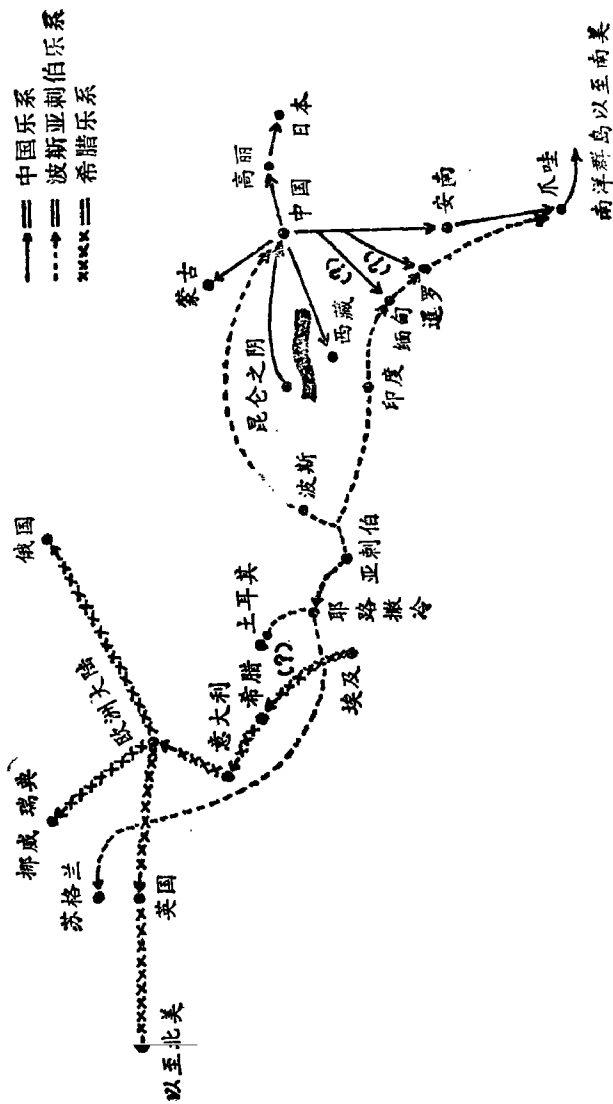 中国乐系
波斯亚剌伯乐系
希腊乐系
俄国
挪威 瑞典
欧洲大陆
苏格兰
英国
以至北美
意大利
希腊
(?)
土耳其
耶路撒冷
埃及
亚剌伯
波斯
昆仑之阴
蒙古
西藏
中国
高丽
日本
(?)
(?)
印度
缅甸
暹罗
安南
爪哇
南洋群岛以至南美